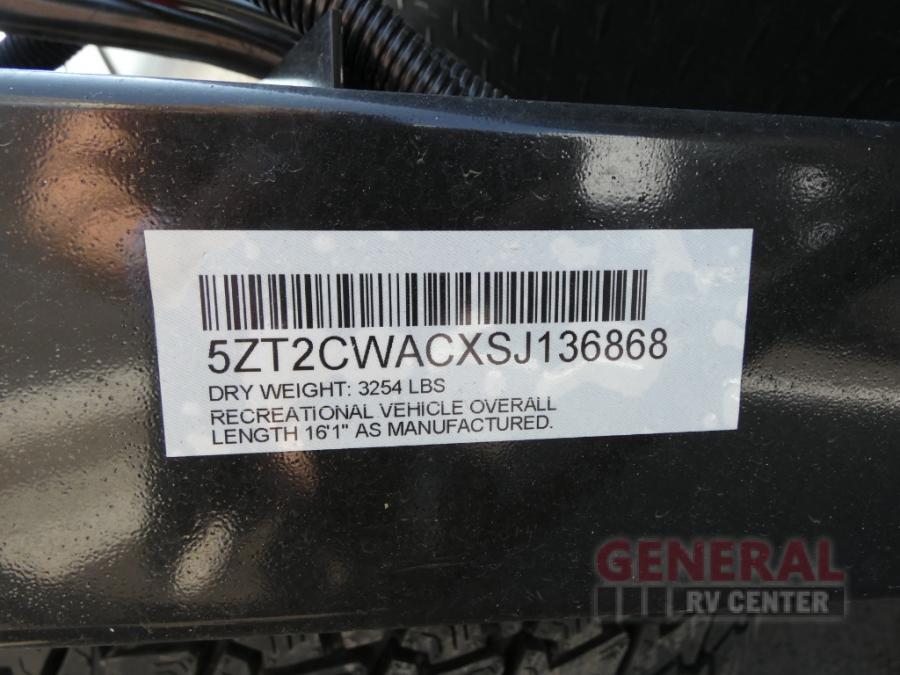 5ZT2CWACXSJ136868
DRY WEIGHT: 3254 LBS
RECREATIONAL VEHICLE OVERALL
LENGTH 16'1" AS MANUFACTURED.
GENERAL
RV CENTER